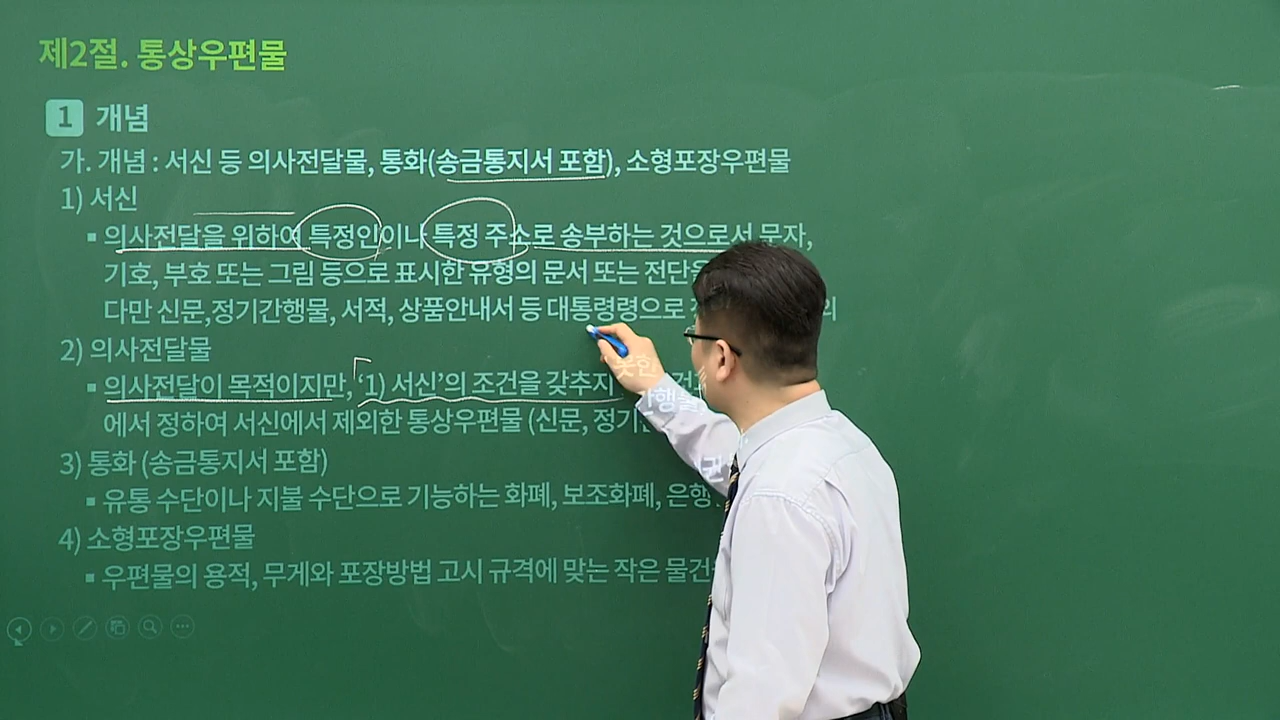 제2절. 통상우편물
1 개념
가. 개념 : 서신 등 의사전달물, 통화(송금통지서 포함), 소형포장우편물
1) 서신
▪ 의사전달을 위하여 특정인이나 특정 주소로 송부하는 것으로서 문자,
기호, 부호 또는 그림 등으로 표시한 유형의 문서 또는 전단을
다만 신문,정기간행물, 서적, 상품안내서 등 대통령령으로
2) 의사전달물
▪ 의사전달이 목적이지만, ‘1) 서신’의 조건을 갖추지 못한
에서 정하여 서신에서 제외한 통상우편물 (신문,
3) 통화 (송금통지서 포함)
▪ 유통 수단이나 지불 수단으로 기능하는 화폐, 보조화폐, 은행
4) 소형포장우편물
▪ 우편물의 용적, 무게와 포장방법 고시 규격에 맞는 작은 물건